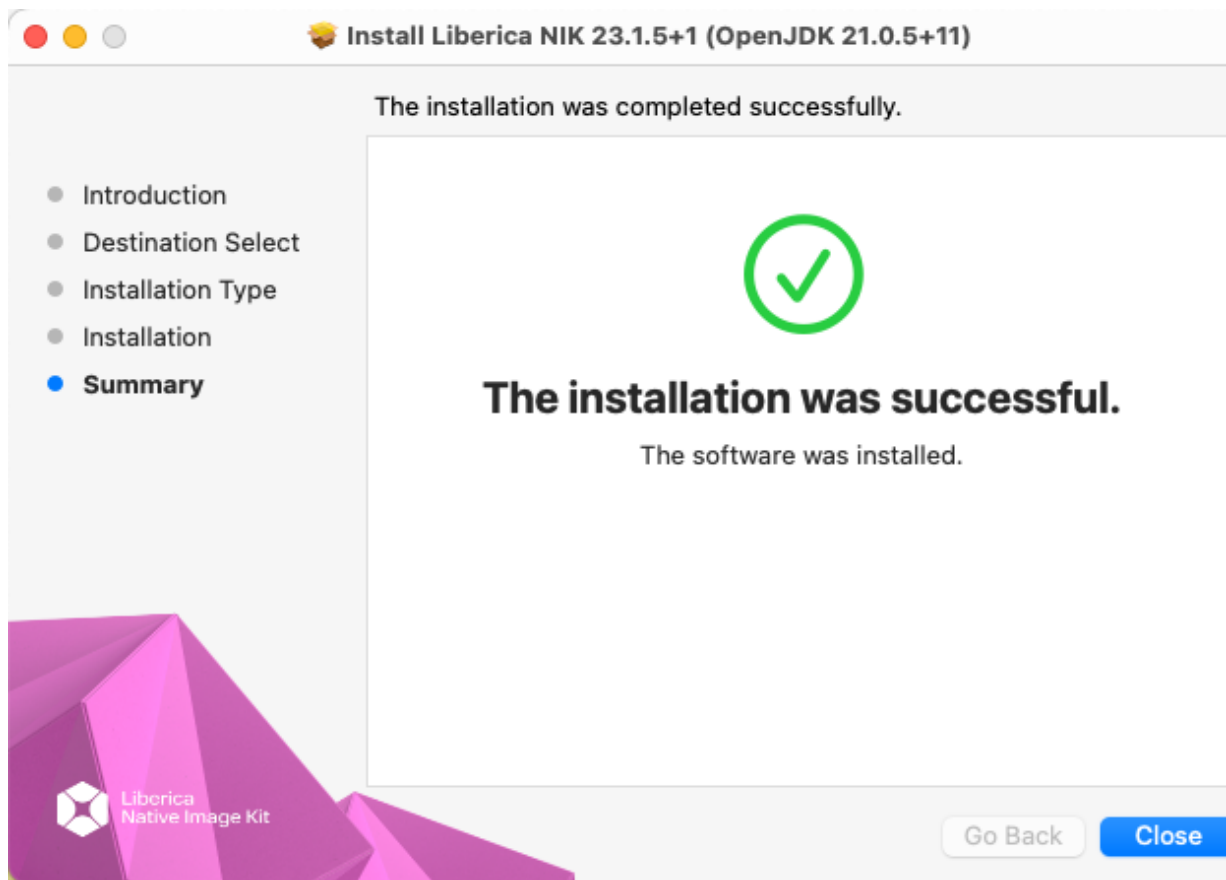 Install Liberica NIK 23.1.5+1 (OpenJDK 21.0.5+11)
The installation was completed successfully.
Introduction
Destination Select
Installation Type
Installation
Summary
The installation was successful.
The software was installed.
Liberica
Native Image Kit
Go Back
Close